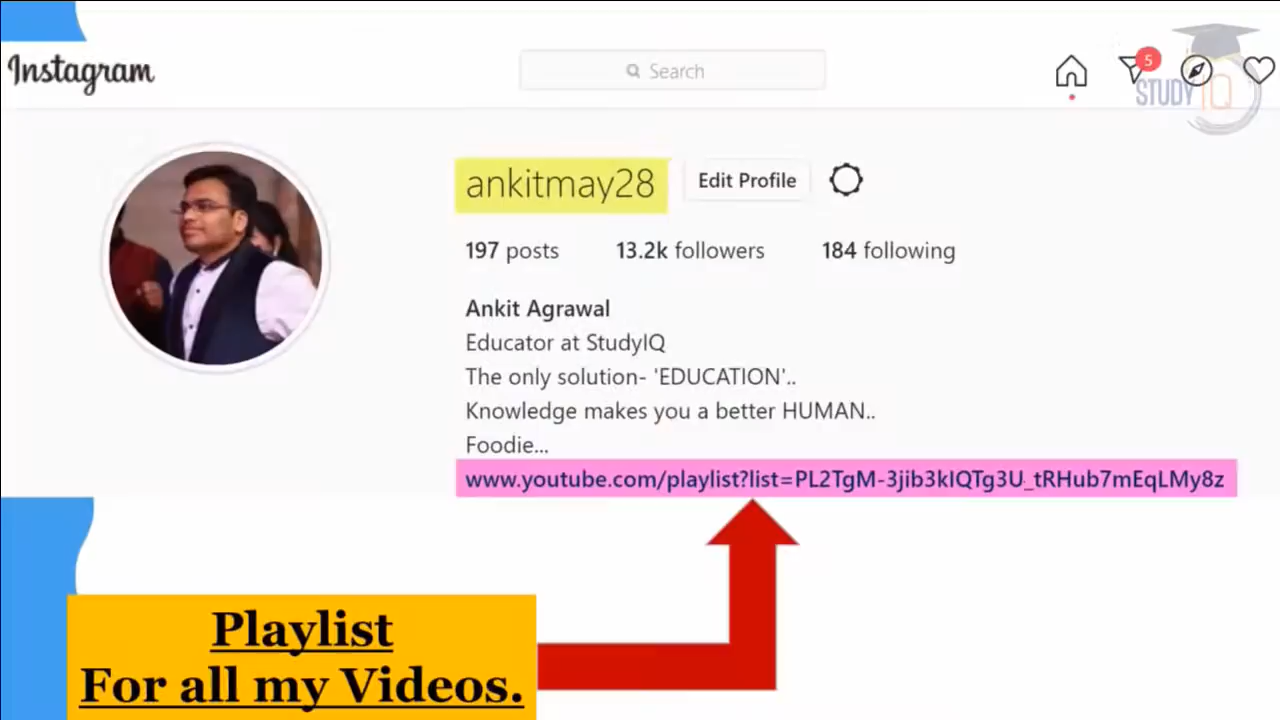 Instagram
Search
5
STUDY IQ
ankitmay28
Edit Profile
197 posts 13.2k followers 184 following
Ankit Agrawal
Educator at StudyIQ
The only solution- 'EDUCATION'..
Knowledge makes you a better HUMAN..
Foodie...
www.youtube.com/playlist?list=PL2TgM-3jib3kIQTg3U_tRHub7mEqLMy8z
Playlist
For all my Videos.